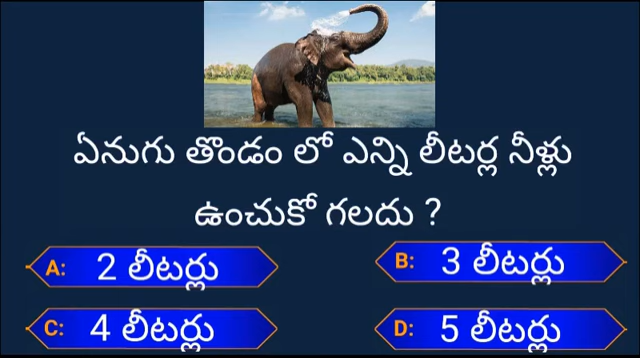 ఏనుగు తొండం లో ఎన్ని లీటర్ల నీళ్లు
ఉంచుకో గలదు ?
A: 2 లీటర్లు
B: 3 లీటర్లు
C: 4 లీటర్లు
D: 5 లీటర్లు